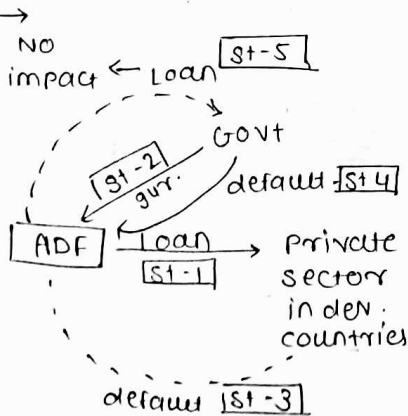 NO
impact ← Loan St-5
Govt
St-2
gur.
default - St 4
ADF Loan → private
St-1 sector
in dev.
countries
default St-3